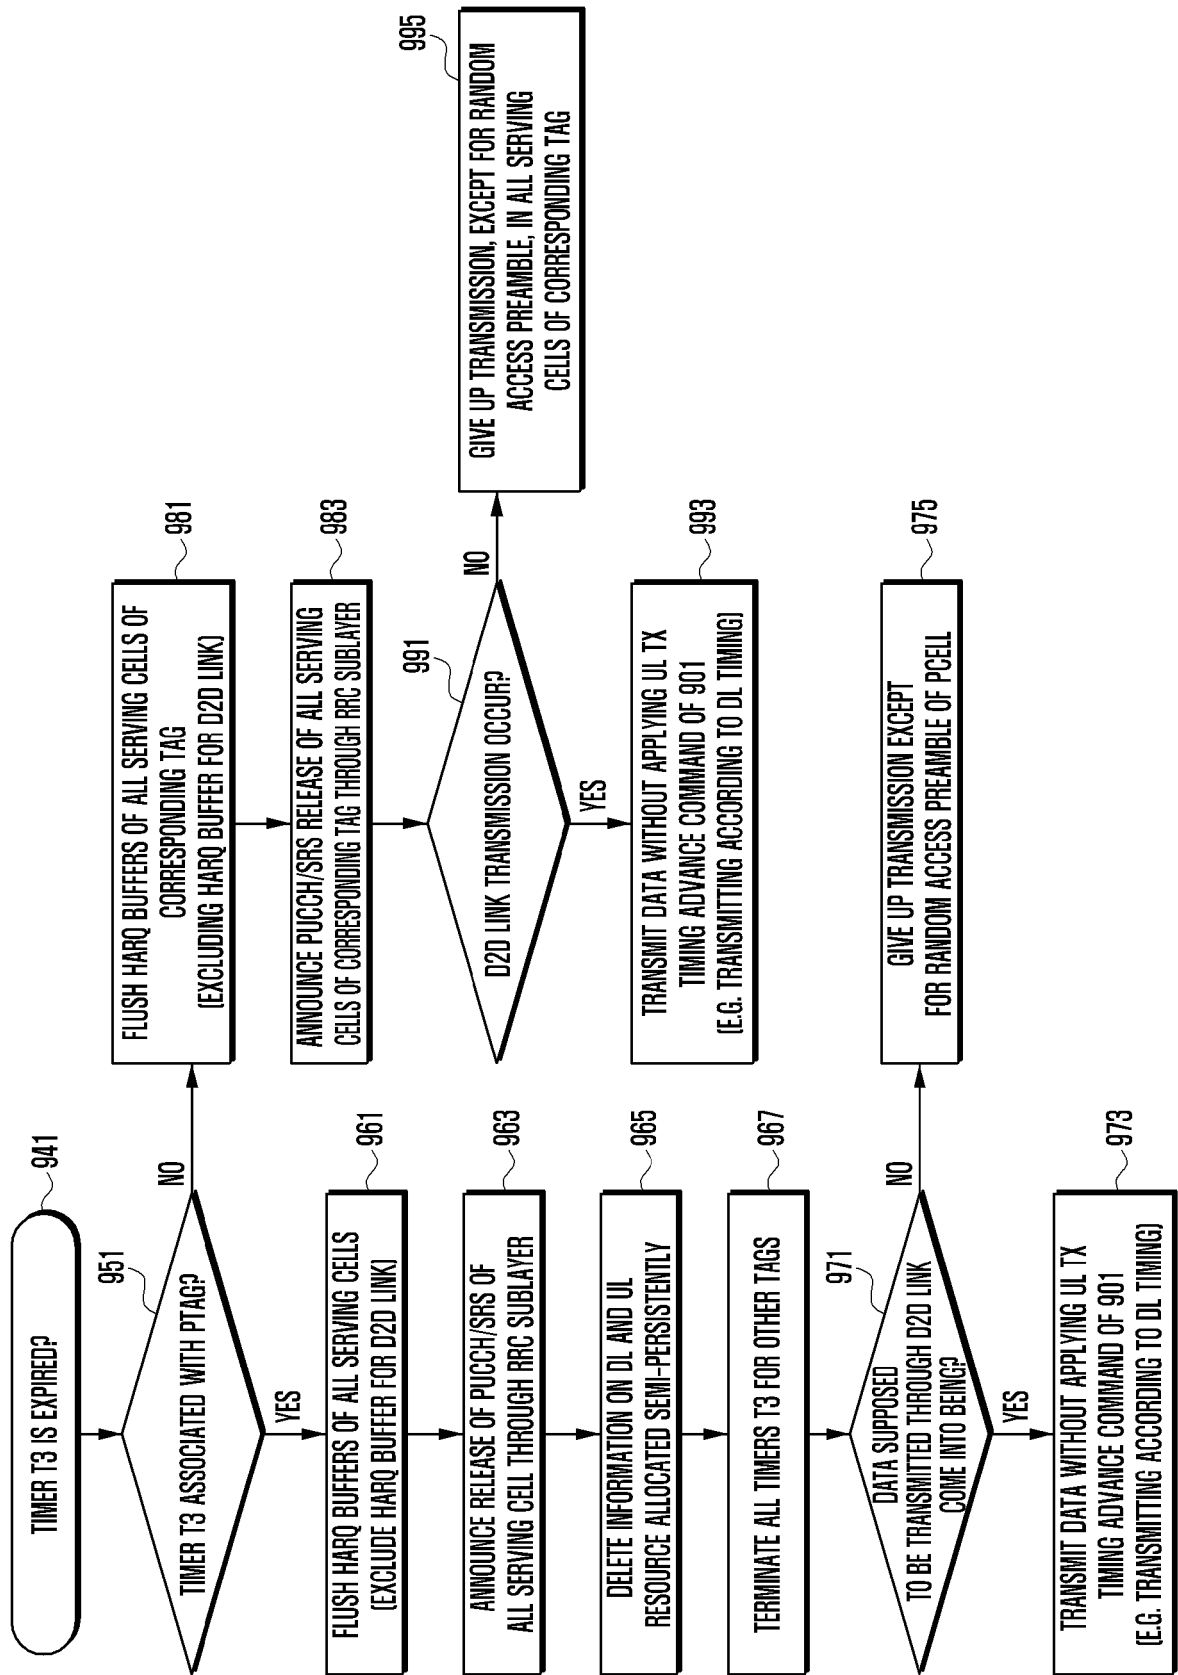 TIMER T3 IS EXPIRED?
941
TIMER T3 ASSOCIATED WITH PTAG?
951
NO
YES
FLUSH HARQ BUFFERS OF ALL SERVING CELLS
(EXCLUDE HARQ BUFFER FOR D2D LINK)
961
ANNOUNCE RELEASE OF PUCCH/SRS OF
ALL SERVING CELL THROUGH RRC SUBLAYER
963
DELETE INFORMATION ON DL AND UL
RESOURCE ALLOCATED SEMI-PERSISTENTLY
965
TERMINATE ALL TIMERS T3 FOR OTHER TAGS
967
DATA SUPPOSED
TO BE TRANSMITTED THROUGH D2D LINK
COME INTO BEING?
971
NO
YES
TRANSMIT DATA WITHOUT APPLYING UL TX
TIMING ADVANCE COMMAND OF 901
(E.G. TRANSMITTING ACCORDING TO DL TIMING)
973
GIVE UP TRANSMISSION EXCEPT
FOR RANDOM ACCESS PREAMBLE OF PCELL
975
FLUSH HARQ BUFFERS OF ALL SERVING CELLS OF
CORRESPONDING TAG
(EXCLUDING HARQ BUFFER FOR D2D LINK)
981
ANNOUNCE PUCCH/SRS RELEASE OF ALL SERVING
CELLS OF CORRESPONDING TAG THROUGH RRC SUBLAYER
983
D2D LINK TRANSMISSION OCCUR?
991
NO
YES
TRANSMIT DATA WITHOUT APPLYING UL TX
TIMING ADVANCE COMMAND OF 901
(E.G. TRANSMITTING ACCORDING TO DL TIMING)
993
GIVE UP TRANSMISSION, EXCEPT FOR RANDOM
ACCESS PREAMBLE, IN ALL SERVING
CELLS OF CORRESPONDING TAG
995